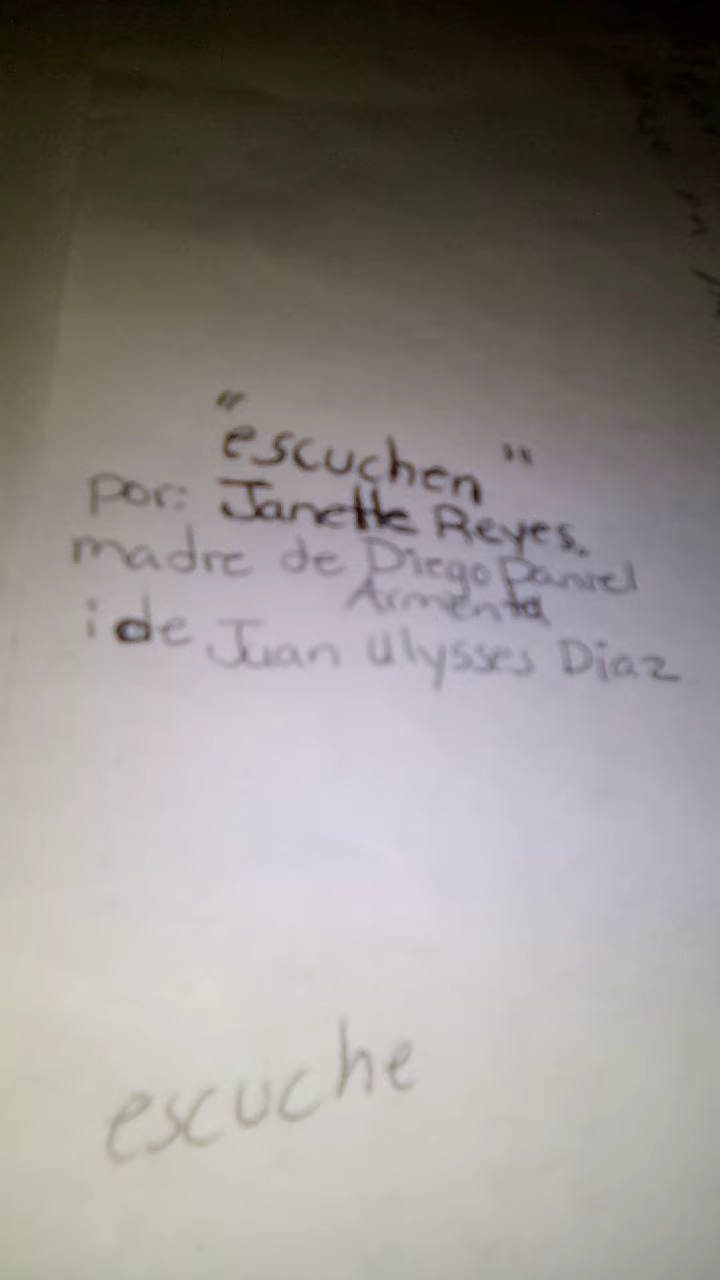 "escuchen"
por: Janette Reyes.
madre de Diego Daniel
Armenta
i de Juan Ulysses Diaz
escuche